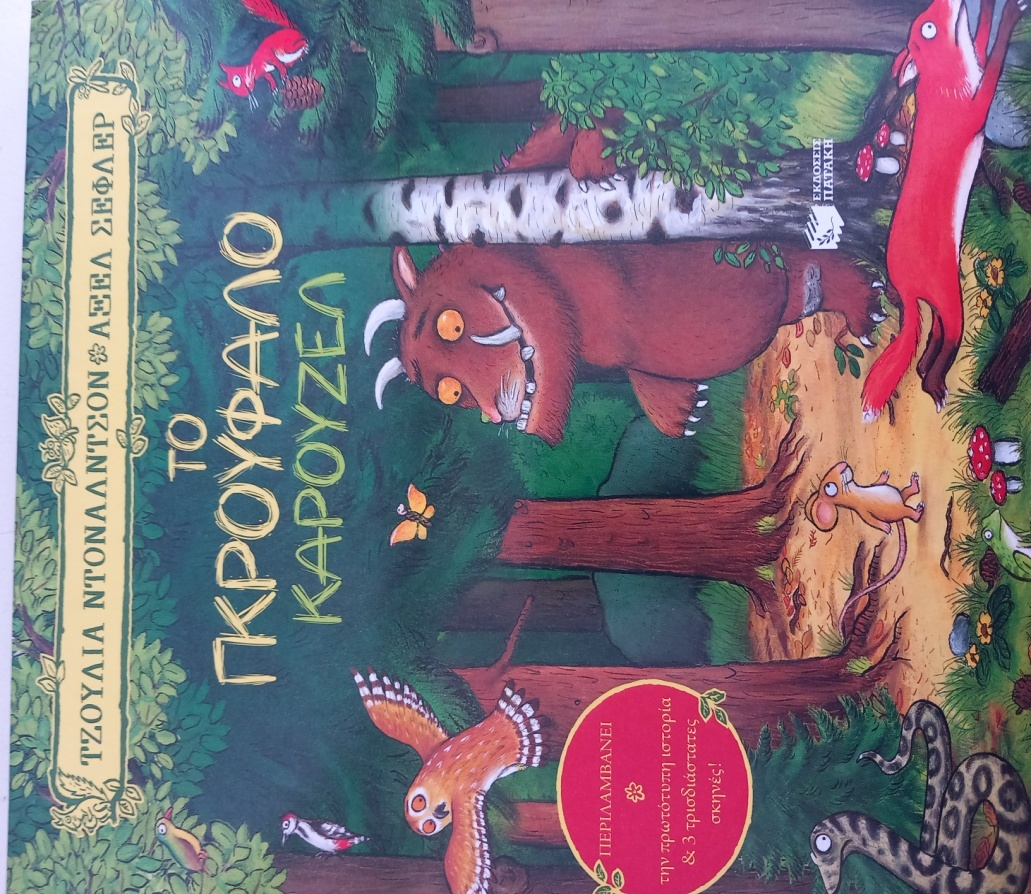 ΤΖΟΥΛΙΑ ΝΤΟΝΑΛΝΤΣΟΝ ❊ ΑΞΕΛ ΣΕΦΛΕΡ
ΤΟ
ΓΚΡΟΥΦΑΛΟ
ΚΑΡΟΥΖΕΛ
ΠΕΡΙΛΑΜΒΑΝΕΙ
την πρωτότυπη ιστορία
& 3 τρισδιάστατες
σκηνές!
ΕΚΔΟΣΕΙΣ
ΠΑΤΑΚΗ